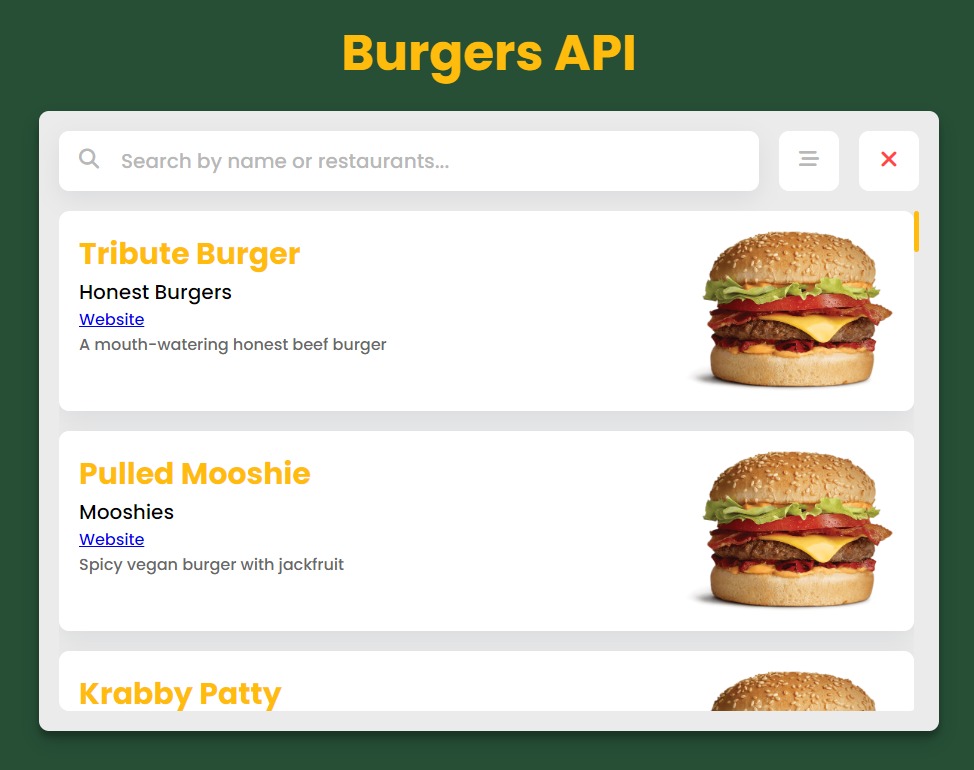 Burgers API
Search by name or restaurants...
Tribute Burger
Honest Burgers
Website
A mouth-watering honest beef burger
Pulled Mooshie
Mooshies
Website
Spicy vegan burger with jackfruit
Krabby Patty